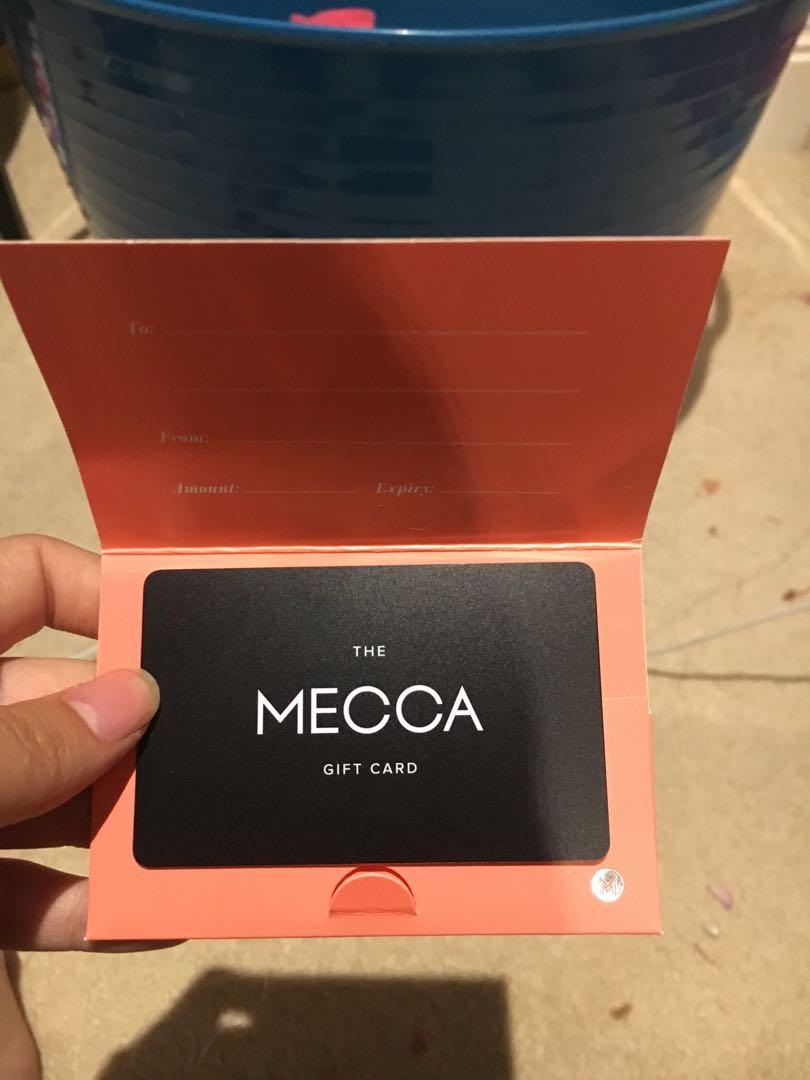 To:
From:
Amount: Expiry:
THE
MECCA
GIFT CARD
M